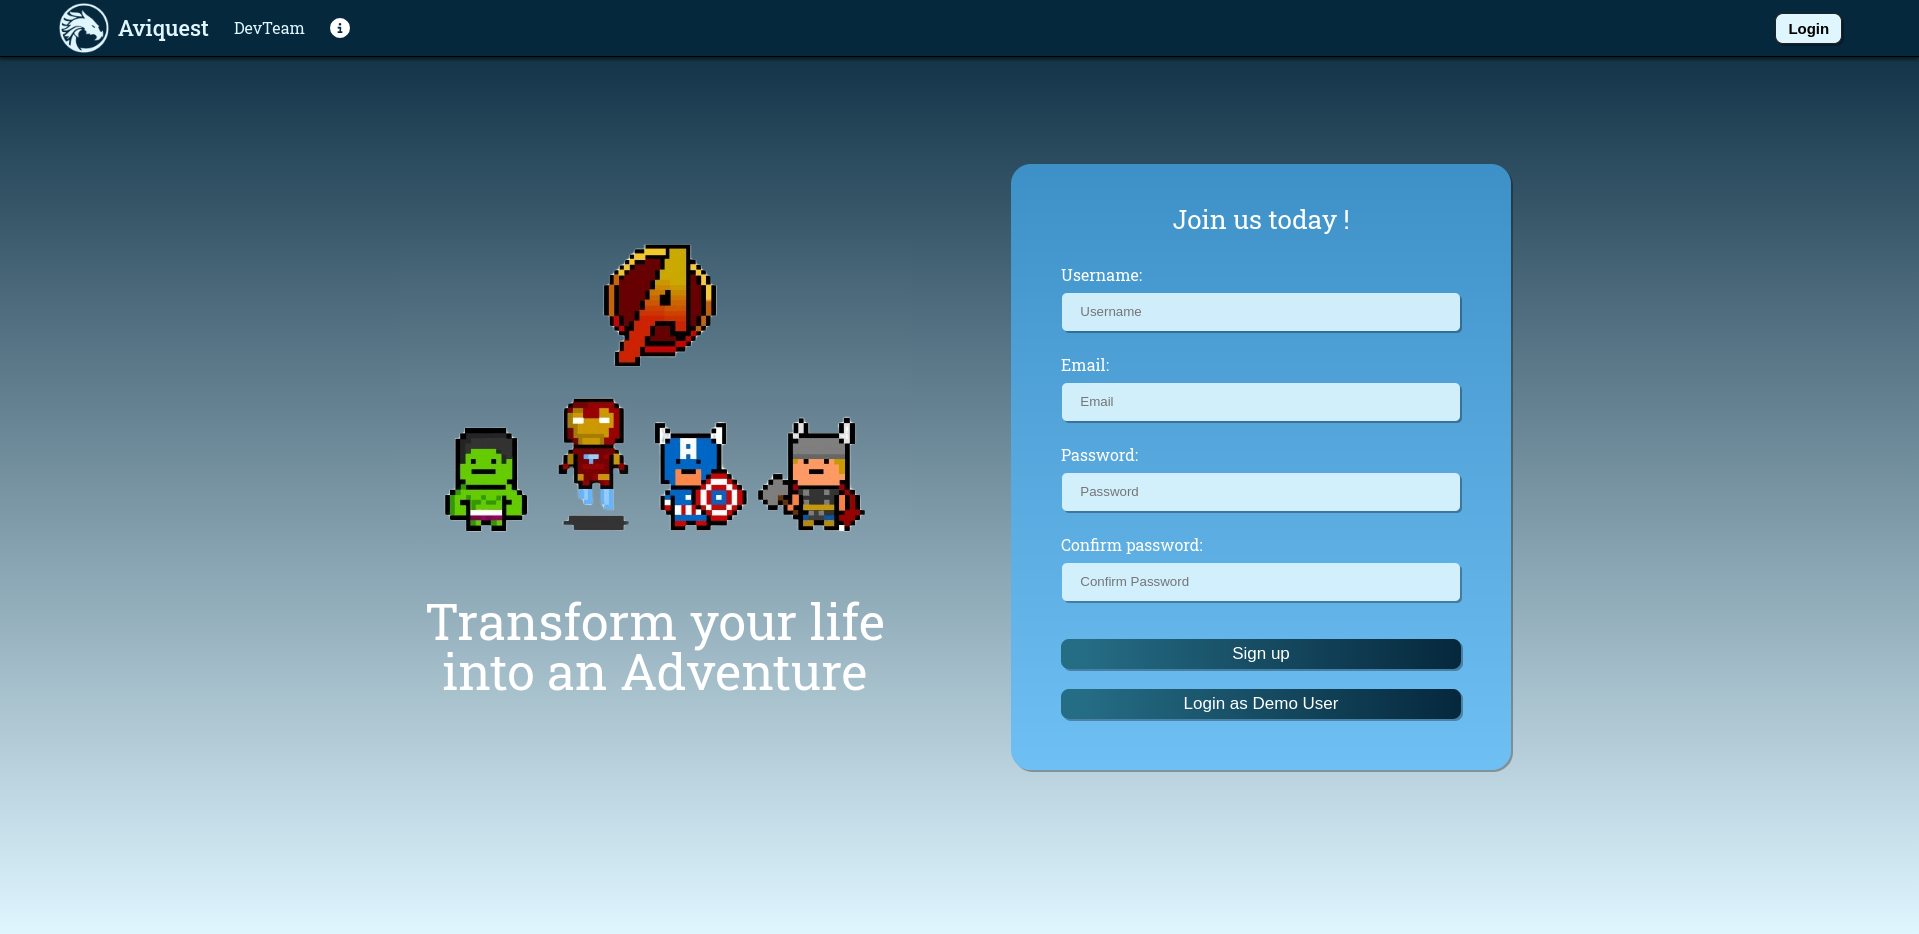 Aviquest
DevTeam
Login
Transform your life
into an Adventure
Join us today !
Username:
Username
Email:
Email
Password:
Password
Confirm password:
Confirm Password
Sign up
Login as Demo User